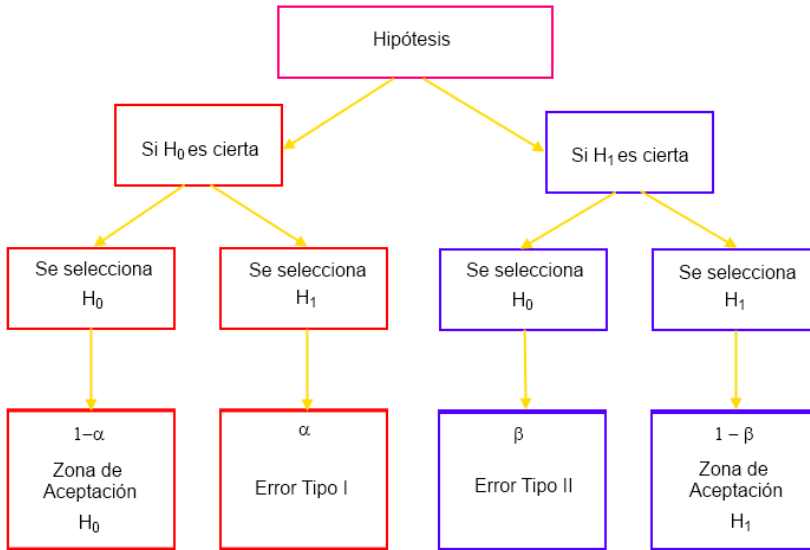 Hipótesis
Si H₀ es cierta
Si H₁ es cierta
Se selecciona
H₀
Se selecciona
H₁
Se selecciona
H₀
Se selecciona
H₁
1–α
Zona de
Aceptación
H₀
α
Error Tipo I
β
Error Tipo II
1 – β
Zona de
Aceptación
H₁